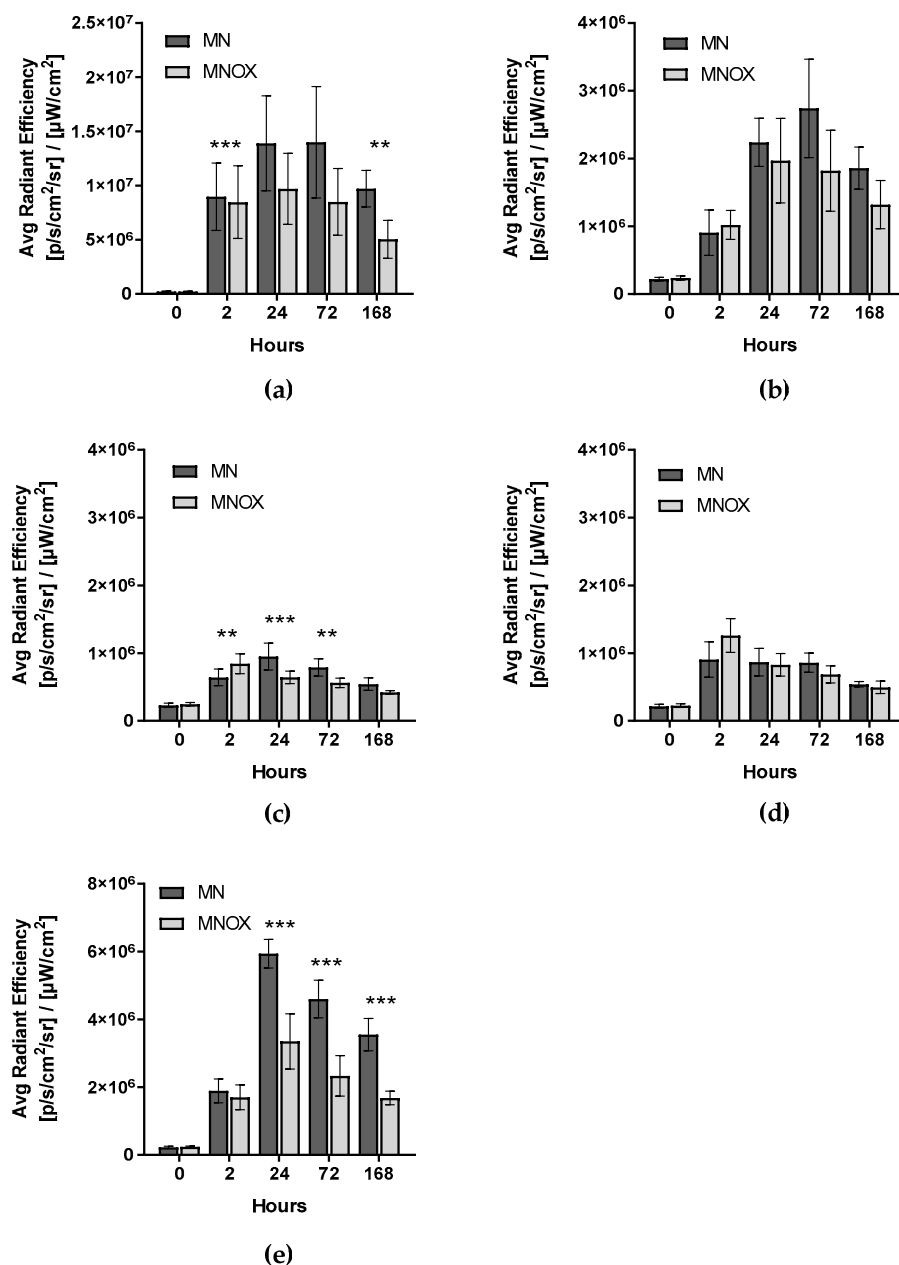 2.5×10⁷
2×10⁷
1.5×10⁷
1×10⁷
5×10⁶
0
Avg Radiant Efficiency
[p/s/cm²/sr] / [µW/cm²]
MN
MNOX
***
**
0 2 24 72 168
Hours
(a)
4×10⁶
3×10⁶
2×10⁶
1×10⁶
0
Avg Radiant Efficiency
[p/s/cm²/sr] / [µW/cm²]
MN
MNOX
0 2 24 72 168
Hours
(b)
4×10⁶
3×10⁶
2×10⁶
1×10⁶
0
Avg Radiant Efficiency
[p/s/cm²/sr] / [µW/cm²]
MN
MNOX
** *** **
0 2 24 72 168
Hours
(c)
4×10⁶
3×10⁶
2×10⁶
1×10⁶
0
Avg Radiant Efficiency
[p/s/cm²/sr] / [µW/cm²]
MN
MNOX
0 2 24 72 168
Hours
(d)
8×10⁶
6×10⁶
4×10⁶
2×10⁶
0
Avg Radiant Efficiency
[p/s/cm²/sr] / [µW/cm²]
MN
MNOX
***
***
***
0 2 24 72 168
Hours
(e)